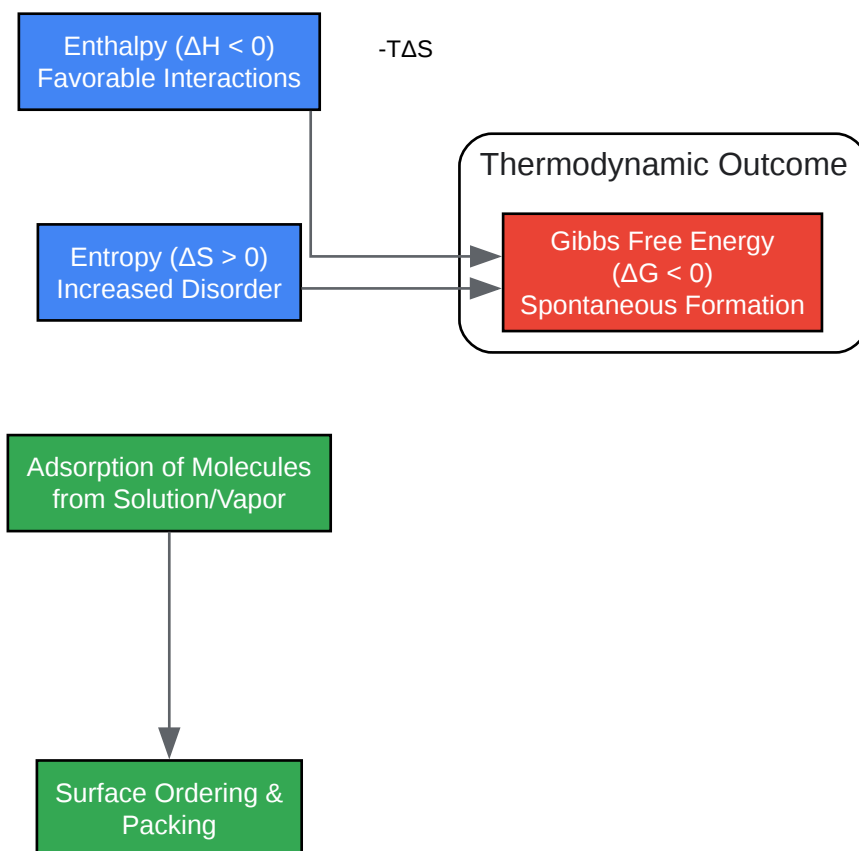 Enthalpy (ΔH < 0)
Favorable Interactions
-TΔS
Thermodynamic Outcome
Entropy (ΔS > 0)
Increased Disorder
Gibbs Free Energy
(ΔG < 0)
Spontaneous Formation
Adsorption of Molecules
from Solution/Vapor
Surface Ordering &
Packing